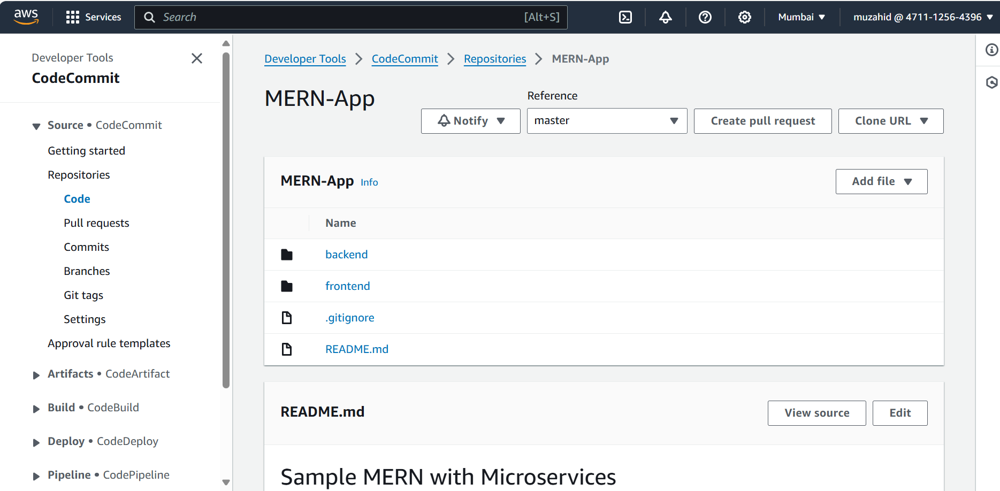 aws
Services
Search
[Alt+S]
Mumbai
muzahid @ 4711-1256-4396
Developer Tools
CodeCommit
Source • CodeCommit
Getting started
Repositories
Code
Pull requests
Commits
Branches
Git tags
Settings
Approval rule templates
Artifacts • CodeArtifact
Build • CodeBuild
Deploy • CodeDeploy
Pipeline • CodePipeline
Developer Tools > CodeCommit > Repositories > MERN-App
MERN-App
Reference
Notify
master
Create pull request
Clone URL
MERN-App Info
Add file
Name
backend
frontend
.gitignore
README.md
README.md
View source
Edit
Sample MERN with Microservices